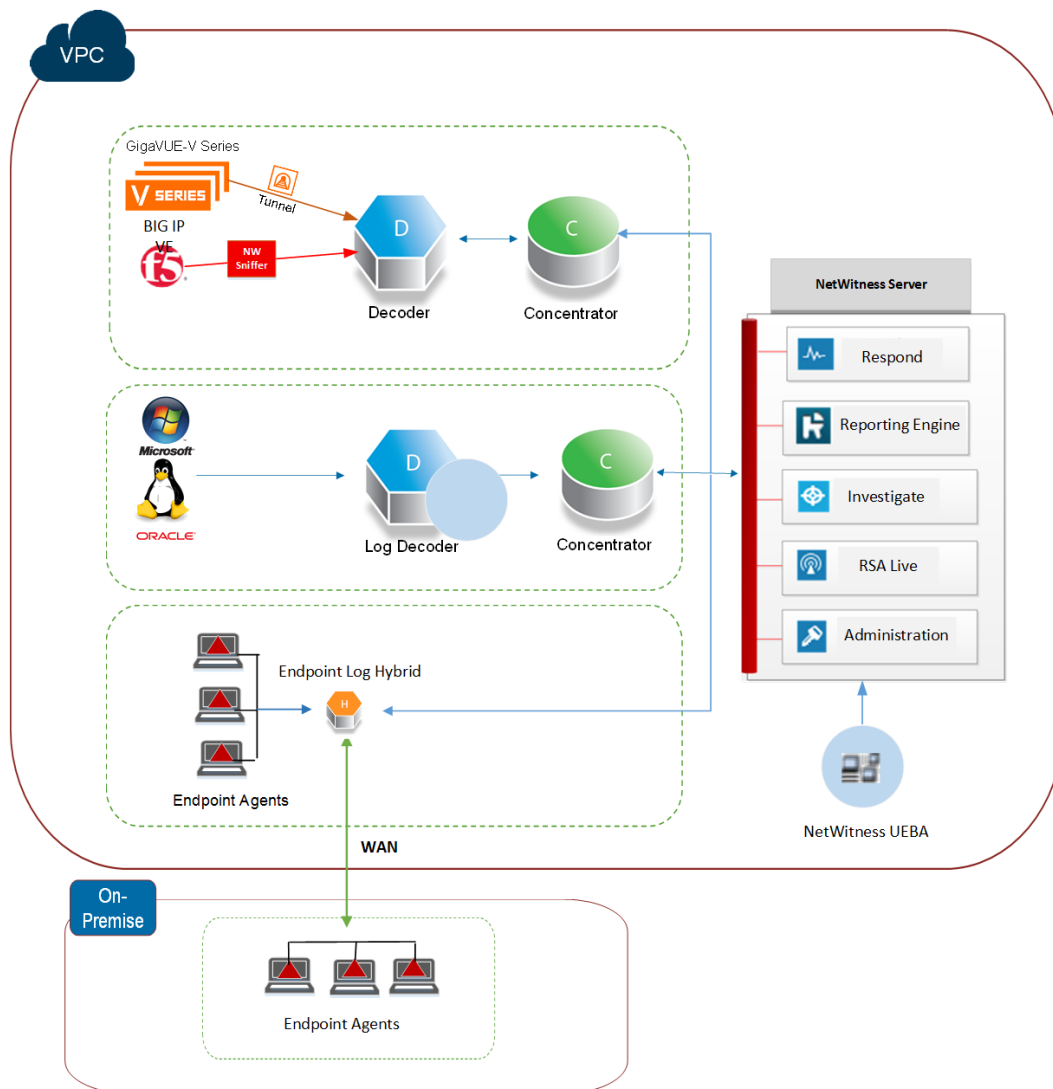 VPC
GigaVUE-V Series
V SERIES
Tunnel
BIG IP
VE
f5
NW
Sniffer
D
C
Decoder
Concentrator
NetWitness Server
Respond
Reporting Engine
Investigate
RSA Live
Administration
Microsoft
ORACLE
D
C
Log Decoder
Concentrator
Endpoint Log Hybrid
H
Endpoint Agents
NetWitness UEBA
WAN
On-
Premise
Endpoint Agents